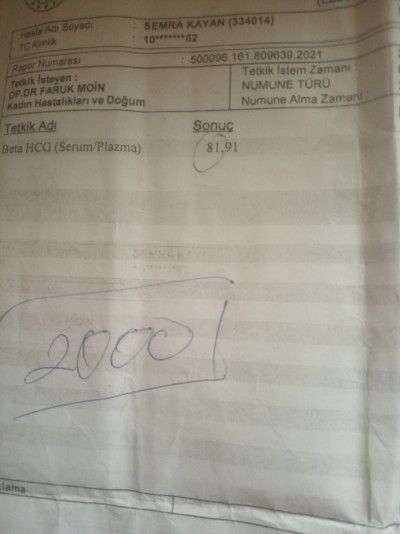 Hasta Adı Soyadı : SEMRA KAYAN (334014)
TC Kimlik : 10*******62
Rapor Numarası : 500096.161.809639.2021
Tetkik İsteyen :
OP.DR FARUK MOİN
Kadın Hastalıkları ve Doğum
Tetkik İstem Zamanı :
NUMUNE TÜRÜ
Numune Alma Zamanı :
Tetkik Adı Sonuç
Beta HCG (Serum/Plazma) 81,91
2000